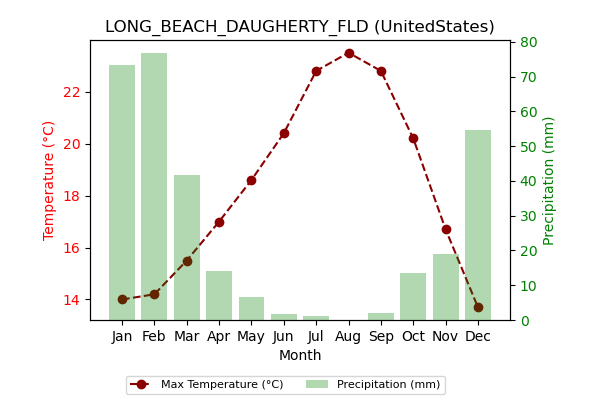 LONG_BEACH_DAUGHERTY_FLD (UnitedStates)
Temperature (°C)
22
20
18
16
14
80
70
60
50
40
30
20
10
0
Precipitation (mm)
Jan Feb Mar Apr May Jun Jul Aug Sep Oct Nov Dec
Month
Max Temperature (°C) Precipitation (mm)